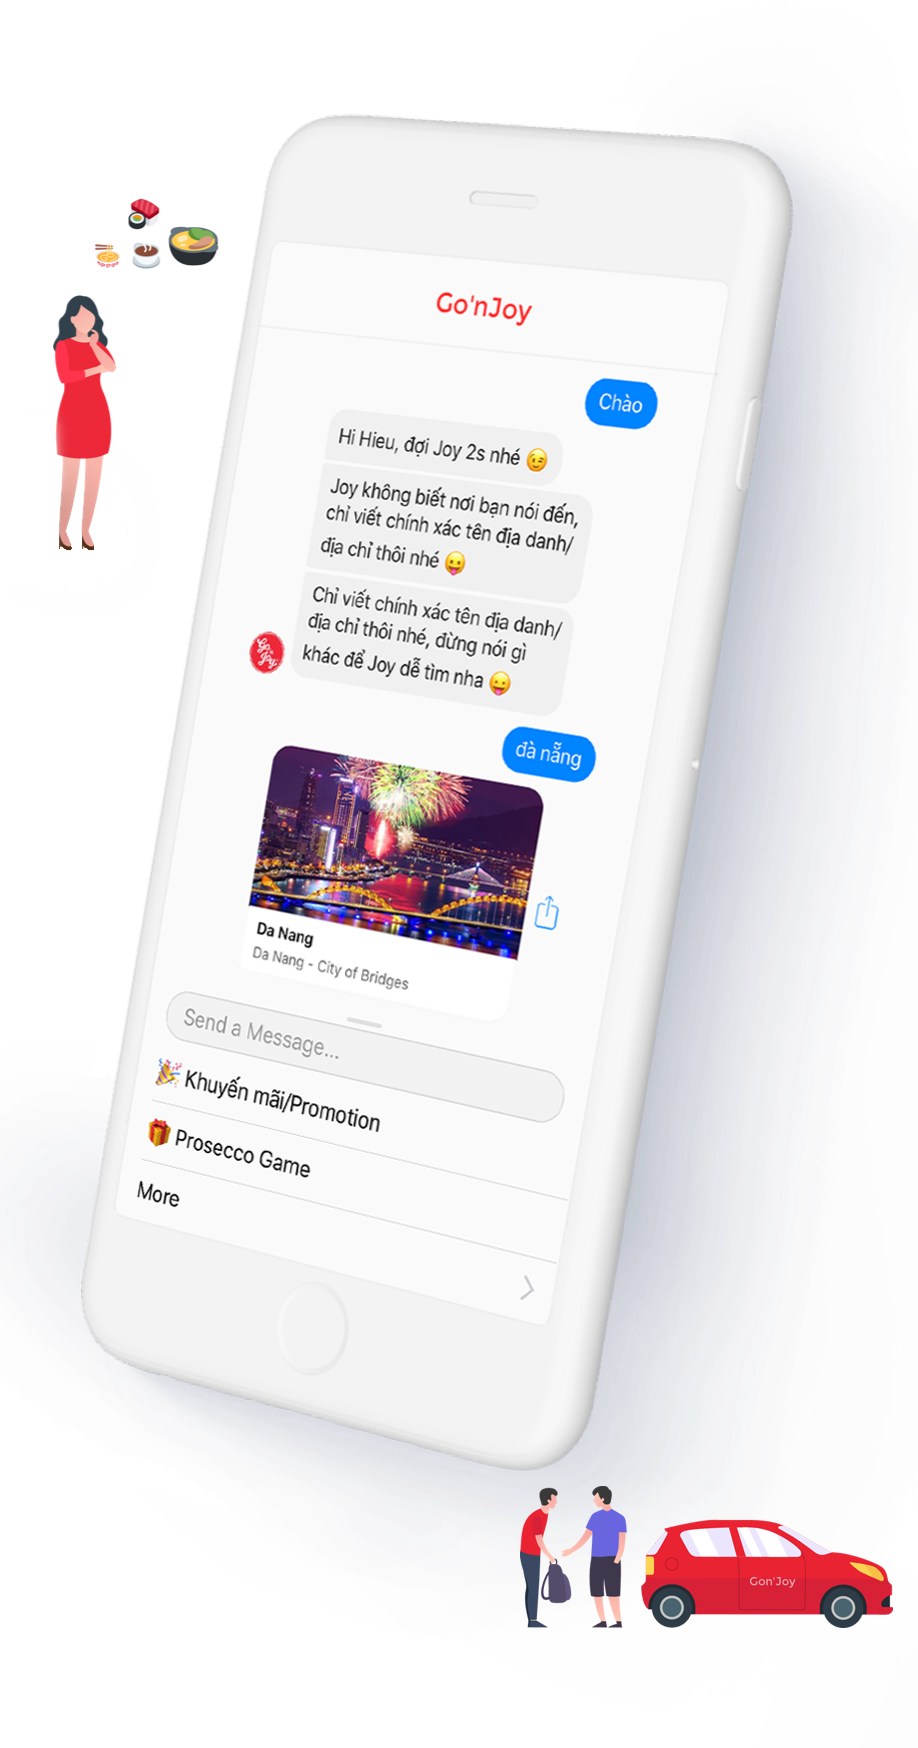 Go'nJoy
Chào
Hi Hieu, đợi Joy 2s nhé 😉
Joy không biết nơi bạn nói đến,
chỉ viết chính xác tên địa danh/
địa chỉ thôi nhé 😛
Chỉ viết chính xác tên địa danh/
địa chỉ thôi nhé, đừng nói gì
khác để Joy dễ tìm nha 😛
Go n Joy
đà nẵng
Da Nang
Da Nang - City of Bridges
Send a Message...
🎉 Khuyến mãi/Promotion
🎁 Prosecco Game
More
Gon'Joy